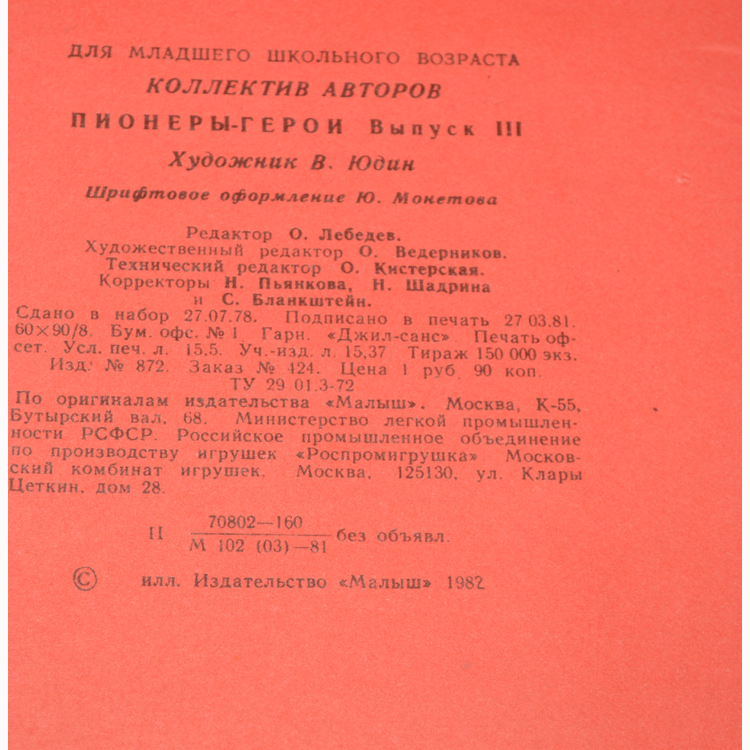 ДЛЯ МЛАДШЕГО ШКОЛЬНОГО ВОЗРАСТА
КОЛЛЕКТИВ АВТОРОВ
ПИОНЕРЫ-ГЕРОИ Выпуск III
Художник В. Юдин
Шрифтовое оформление Ю. Монетова
Редактор О. Лебедев.
Художественный редактор О. Ведерников.
Технический редактор О. Кистерская.
Корректоры Н. Пьянкова, Н. Шадрина
и С. Бланкштейн.
Сдано в набор 27.07.78. Подписано в печать 27 03.81.
60×90/8. Бум. офс. № 1. Гарн. «Джил-санс». Печать оф-
сет. Усл. печ. л. 15,5. Уч.-изд. л. 15,37 Тираж 150 000 экз.
Изд. № 872. Заказ № 424. Цена 1 руб. 90 коп.
ТУ 29 01.3-72
По оригиналам издательства «Малыш». Москва, К-55,
Бутырский вал, 68. Министерство легкой промышлен-
ности РСФСР. Российское промышленное объединение
по производству игрушек «Роспромигрушка» Москов-
ский комбинат игрушек. Москва, 125130, ул. Клары
Цеткин, дом 28.
П 70802—160
М 102 (03)—81 без объявл.
© илл. Издательство «Малыш» 1982